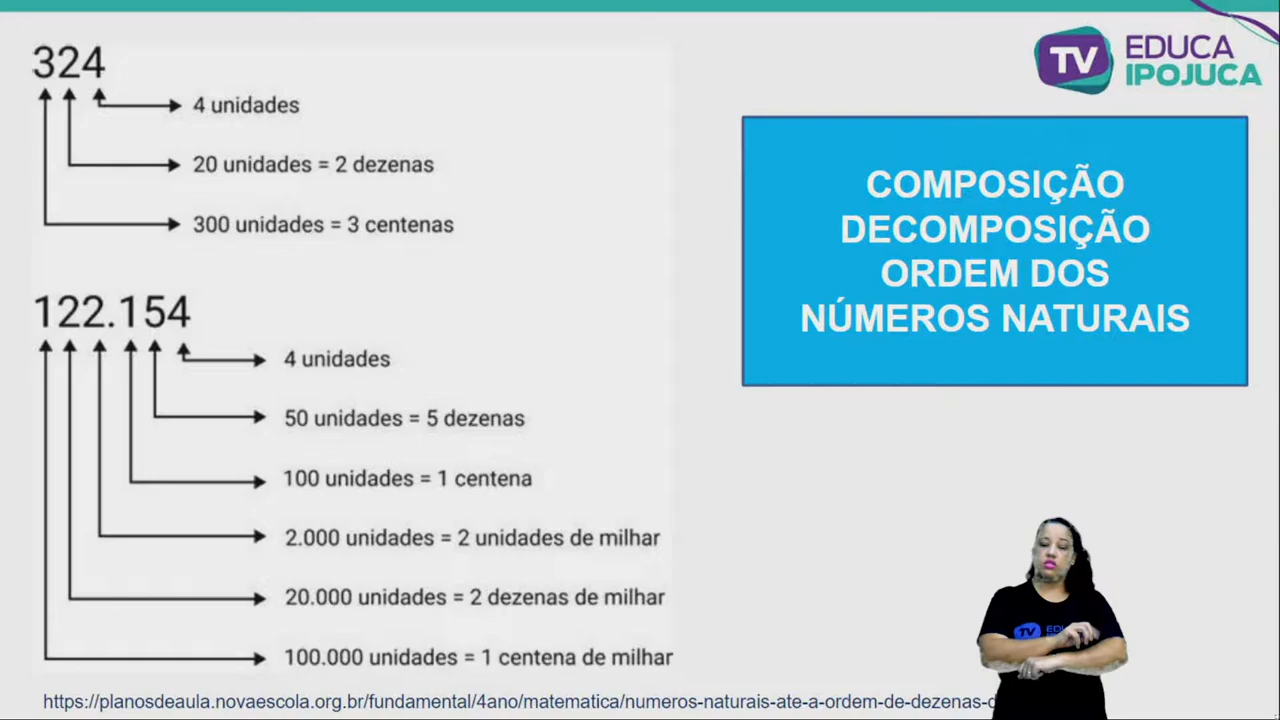 324
4 unidades
20 unidades = 2 dezenas
300 unidades = 3 centenas
122.154
4 unidades
50 unidades = 5 dezenas
100 unidades = 1 centena
2.000 unidades = 2 unidades de milhar
20.000 unidades = 2 dezenas de milhar
100.000 unidades = 1 centena de milhar
https://planosdeaula.novaescola.org.br/fundamental/4ano/matematica/numeros-naturais-ate-a-ordem-de-dezenas-d
TV EDUCA
IPOJUCA
COMPOSIÇÃO
DECOMPOSIÇÃO
ORDEM DOS
NÚMEROS NATURAIS
TV